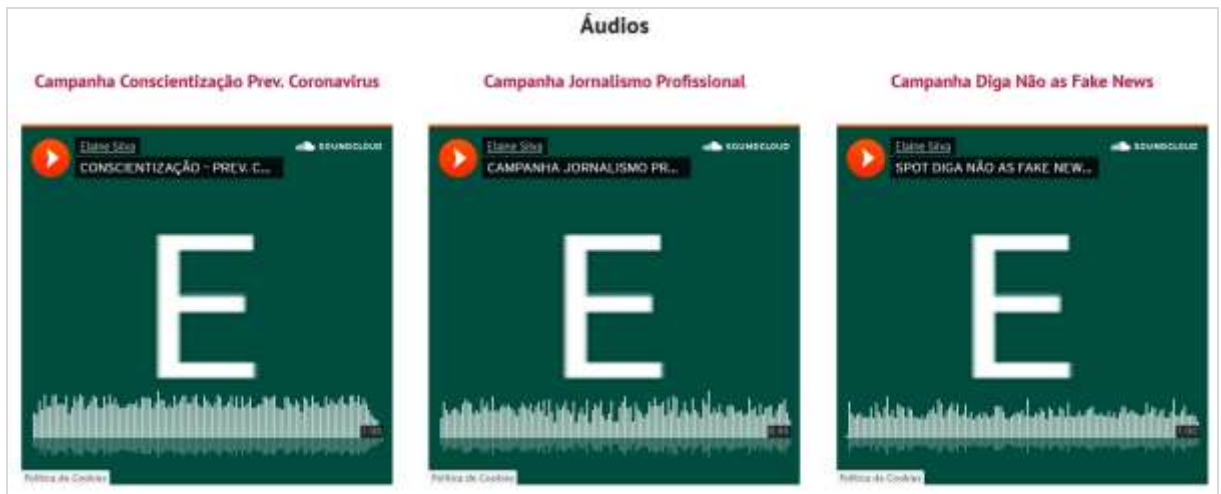 Áudios
Campanha Conscientização Prev. Coronavirus
Elaine Silva
SOUNDCLOUD
CONSCIENTIZAÇÃO - PREV. C...
E
Política de Cookies
Campanha Jornalismo Profissional
Elaine Silva
SOUNDCLOUD
CAMPANHA JORNALISMO PR...
E
Política de Cookies
Campanha Diga Não as Fake News
Elaine Silva
SOUNDCLOUD
SPOT DIGA NÃO AS FAKE NEW...
E
Política de Cookies